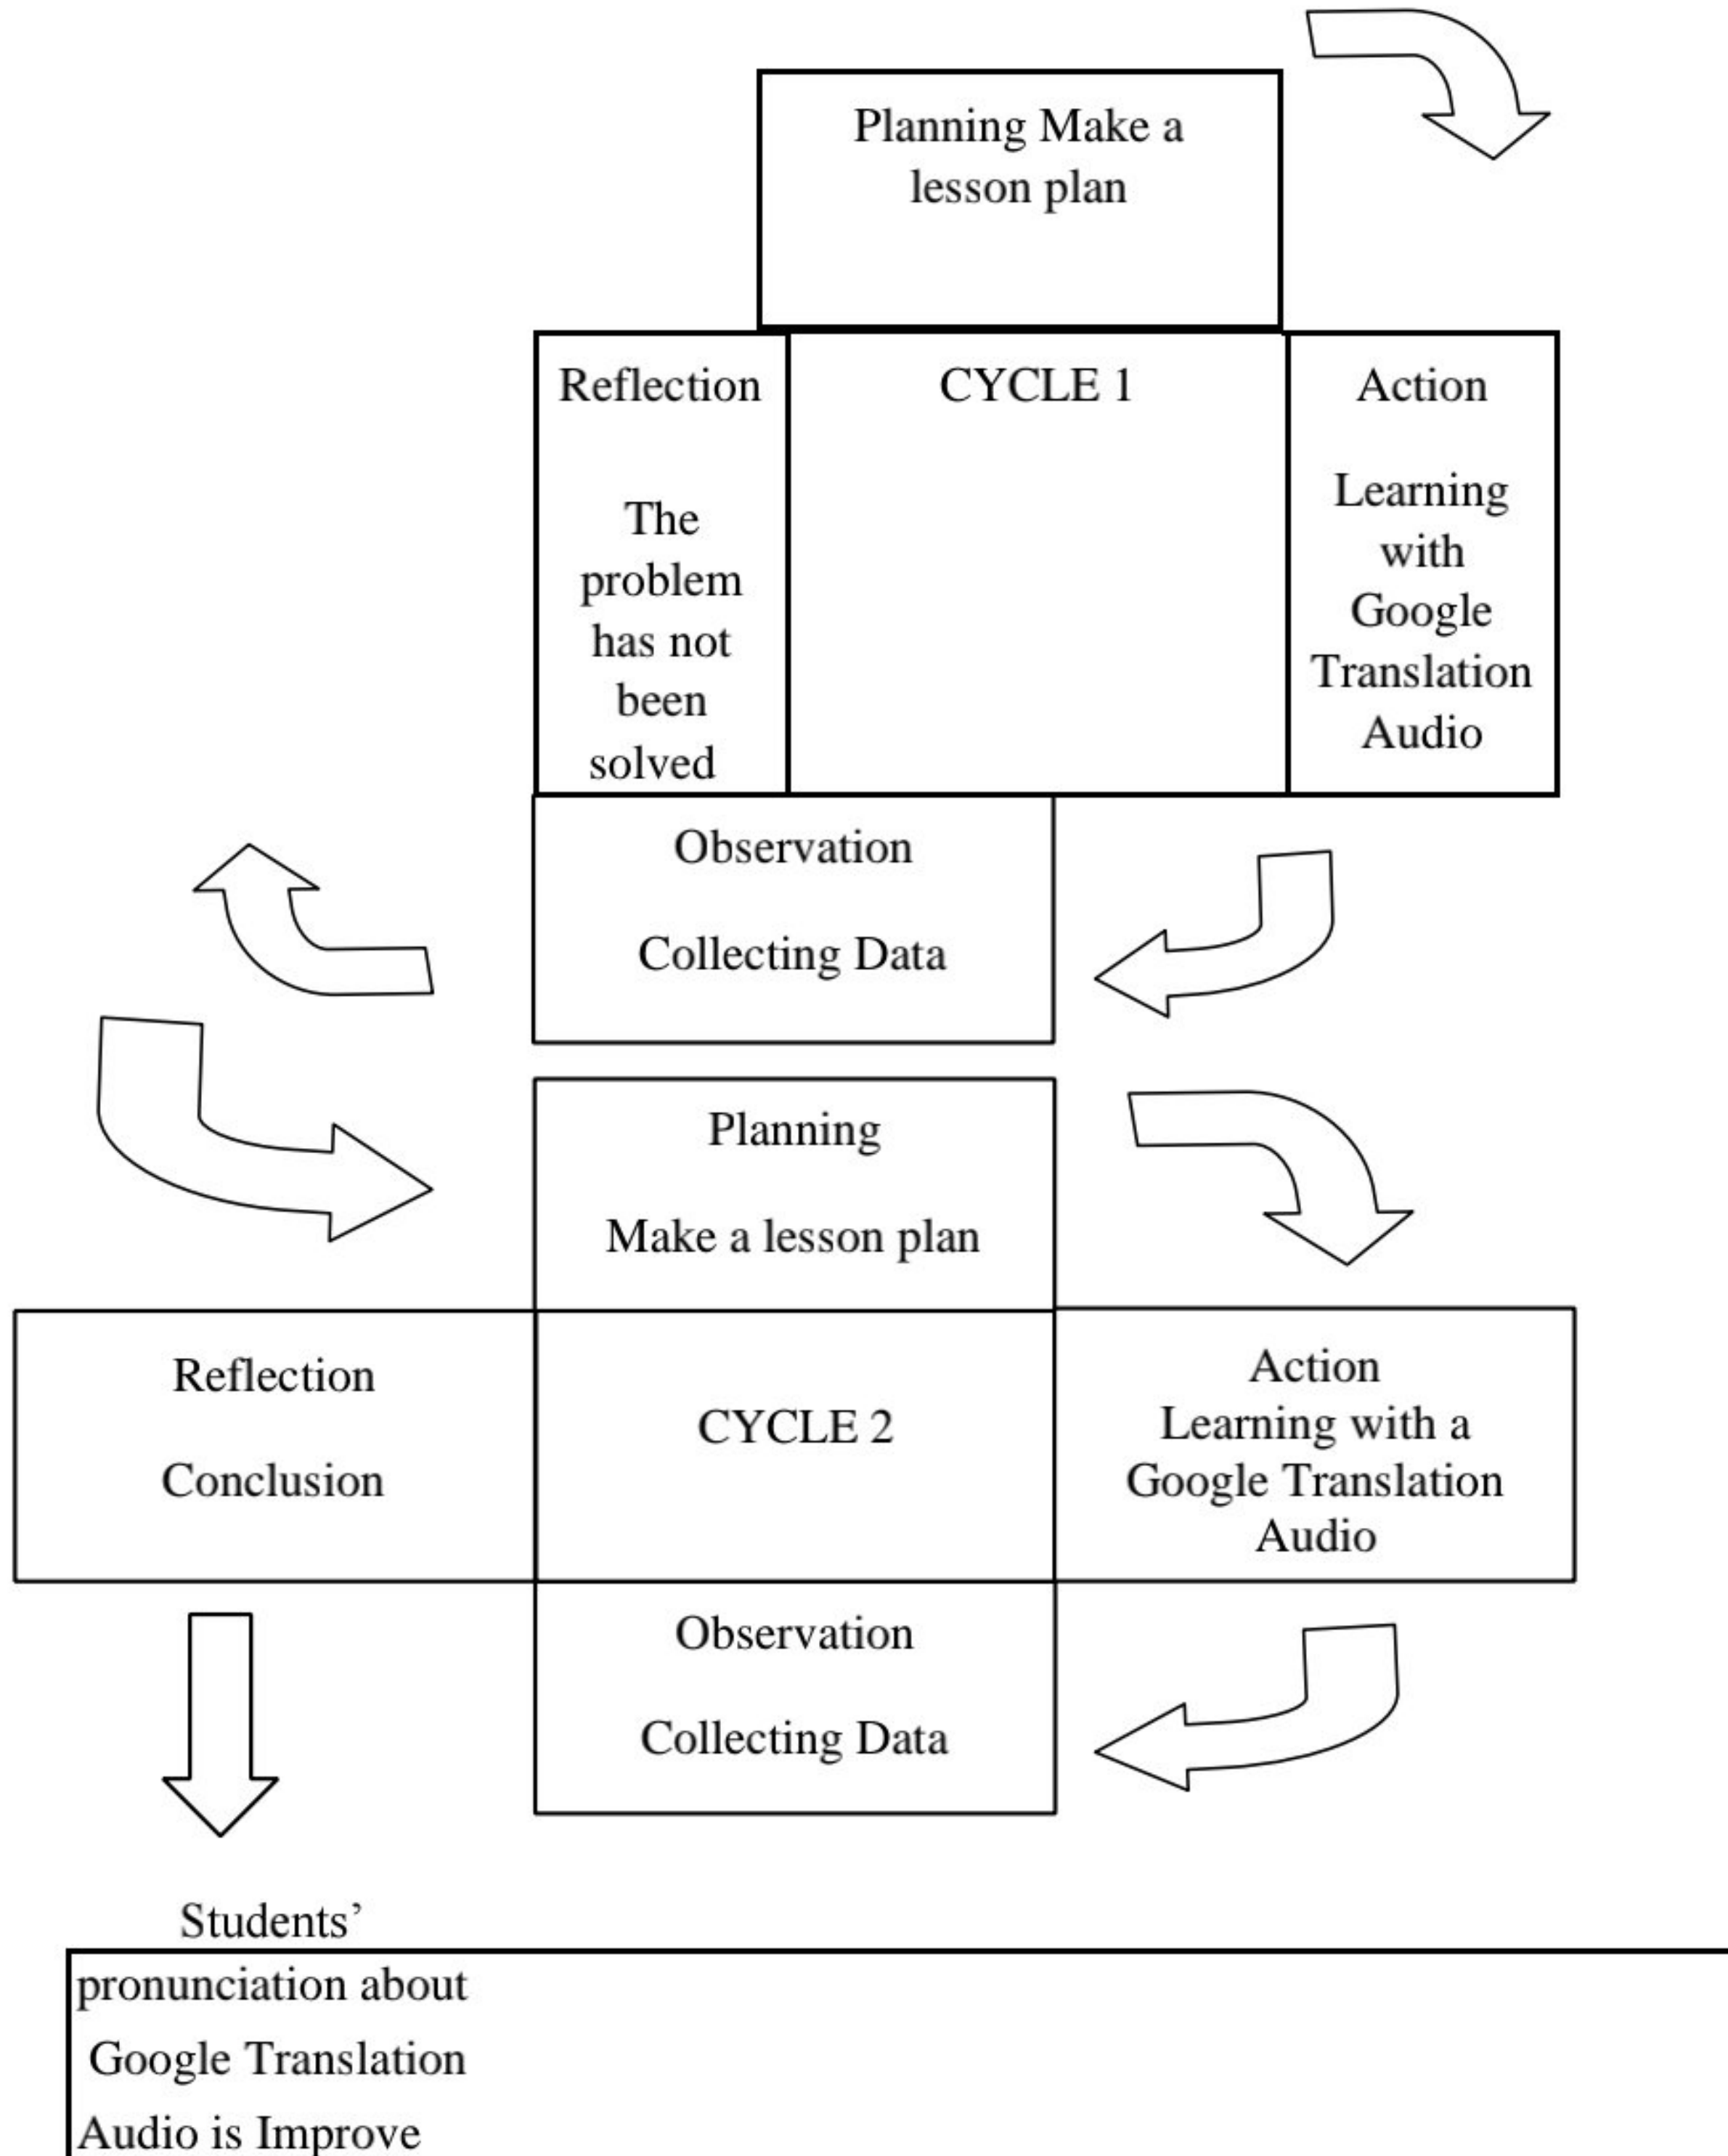 Planning Make a
lesson plan
Reflection
The
problem
has not
been
solved
CYCLE 1
Action
Learning
with
Google
Translation
Audio
Observation
Collecting Data
Planning
Make a lesson plan
Reflection
Conclusion
CYCLE 2
Action
Learning with a
Google Translation
Audio
Observation
Collecting Data
Students’
pronunciation about
Google Translation
Audio is Improve